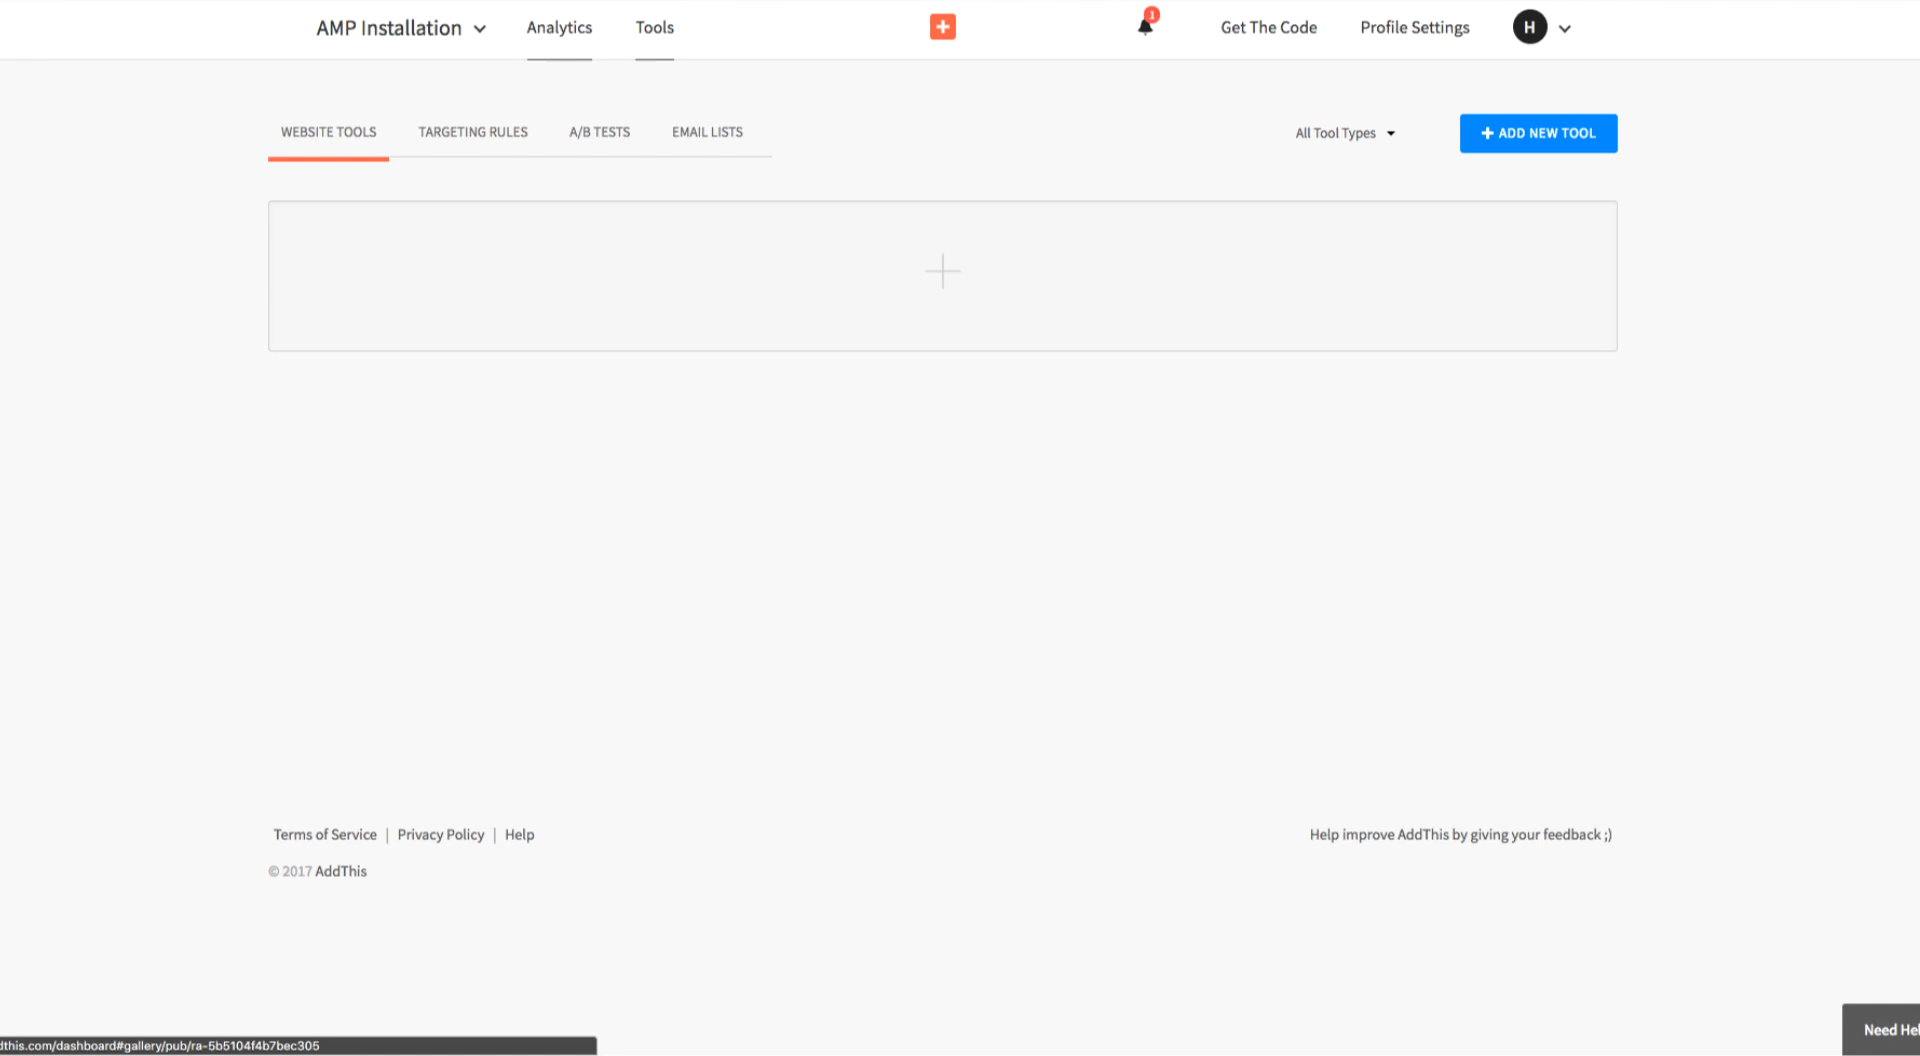 AMP Installation Analytics Tools 1 Get The Code Profile Settings H
WEBSITE TOOLS TARGETING RULES A/B TESTS EMAIL LISTS All Tool Types ADD NEW TOOL
Terms of Service | Privacy Policy | Help Help improve AddThis by giving your feedback ;)
© 2017 AddThis
Need Hel
dthis.com/dashboard#gallery/pub/ra-5b5104f4b7bec305